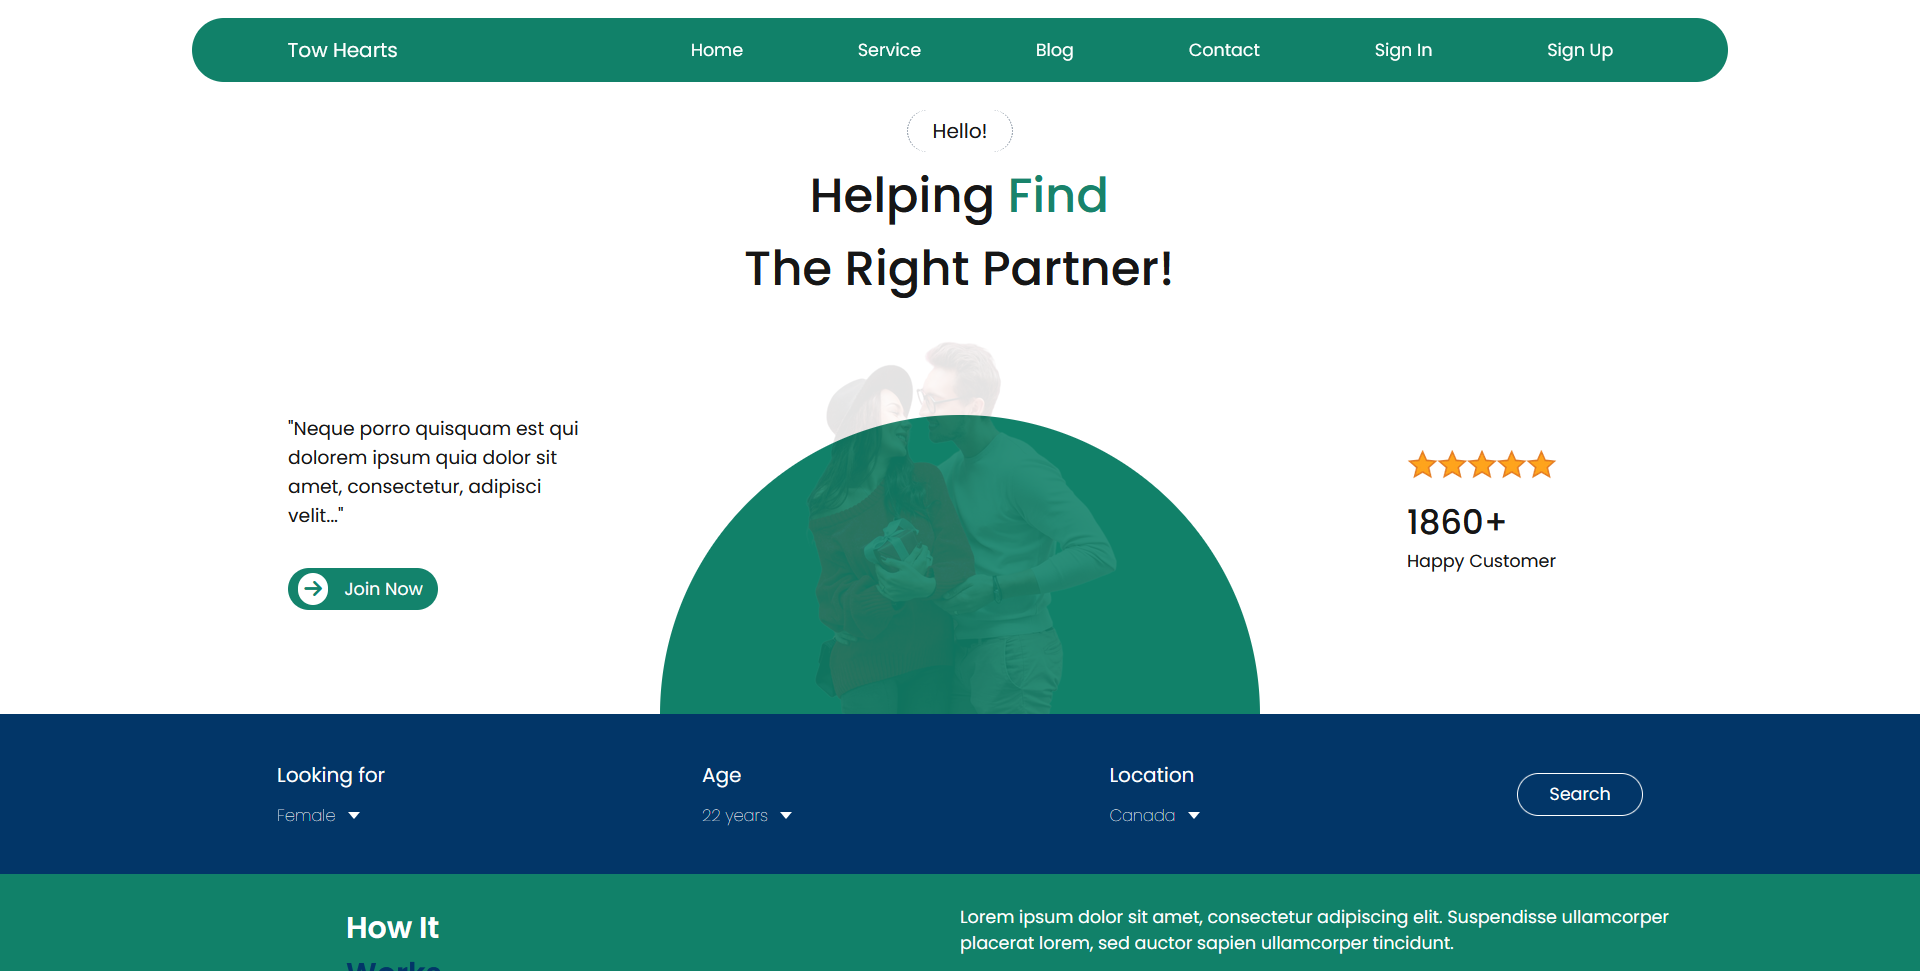 Tow Hearts
Home
Service
Blog
Contact
Sign In
Sign Up
Hello!
Helping Find
The Right Partner!
"Neque porro quisquam est qui
dolorem ipsum quia dolor sit
amet, consectetur, adipisci
velit..."
Join Now
1860+
Happy Customer
Looking for
Female
Age
22 years
Location
Canada
Search
How It
Works
Lorem ipsum dolor sit amet, consectetur adipiscing elit. Suspendisse ullamcorper
placerat lorem, sed auctor sapien ullamcorper tincidunt.